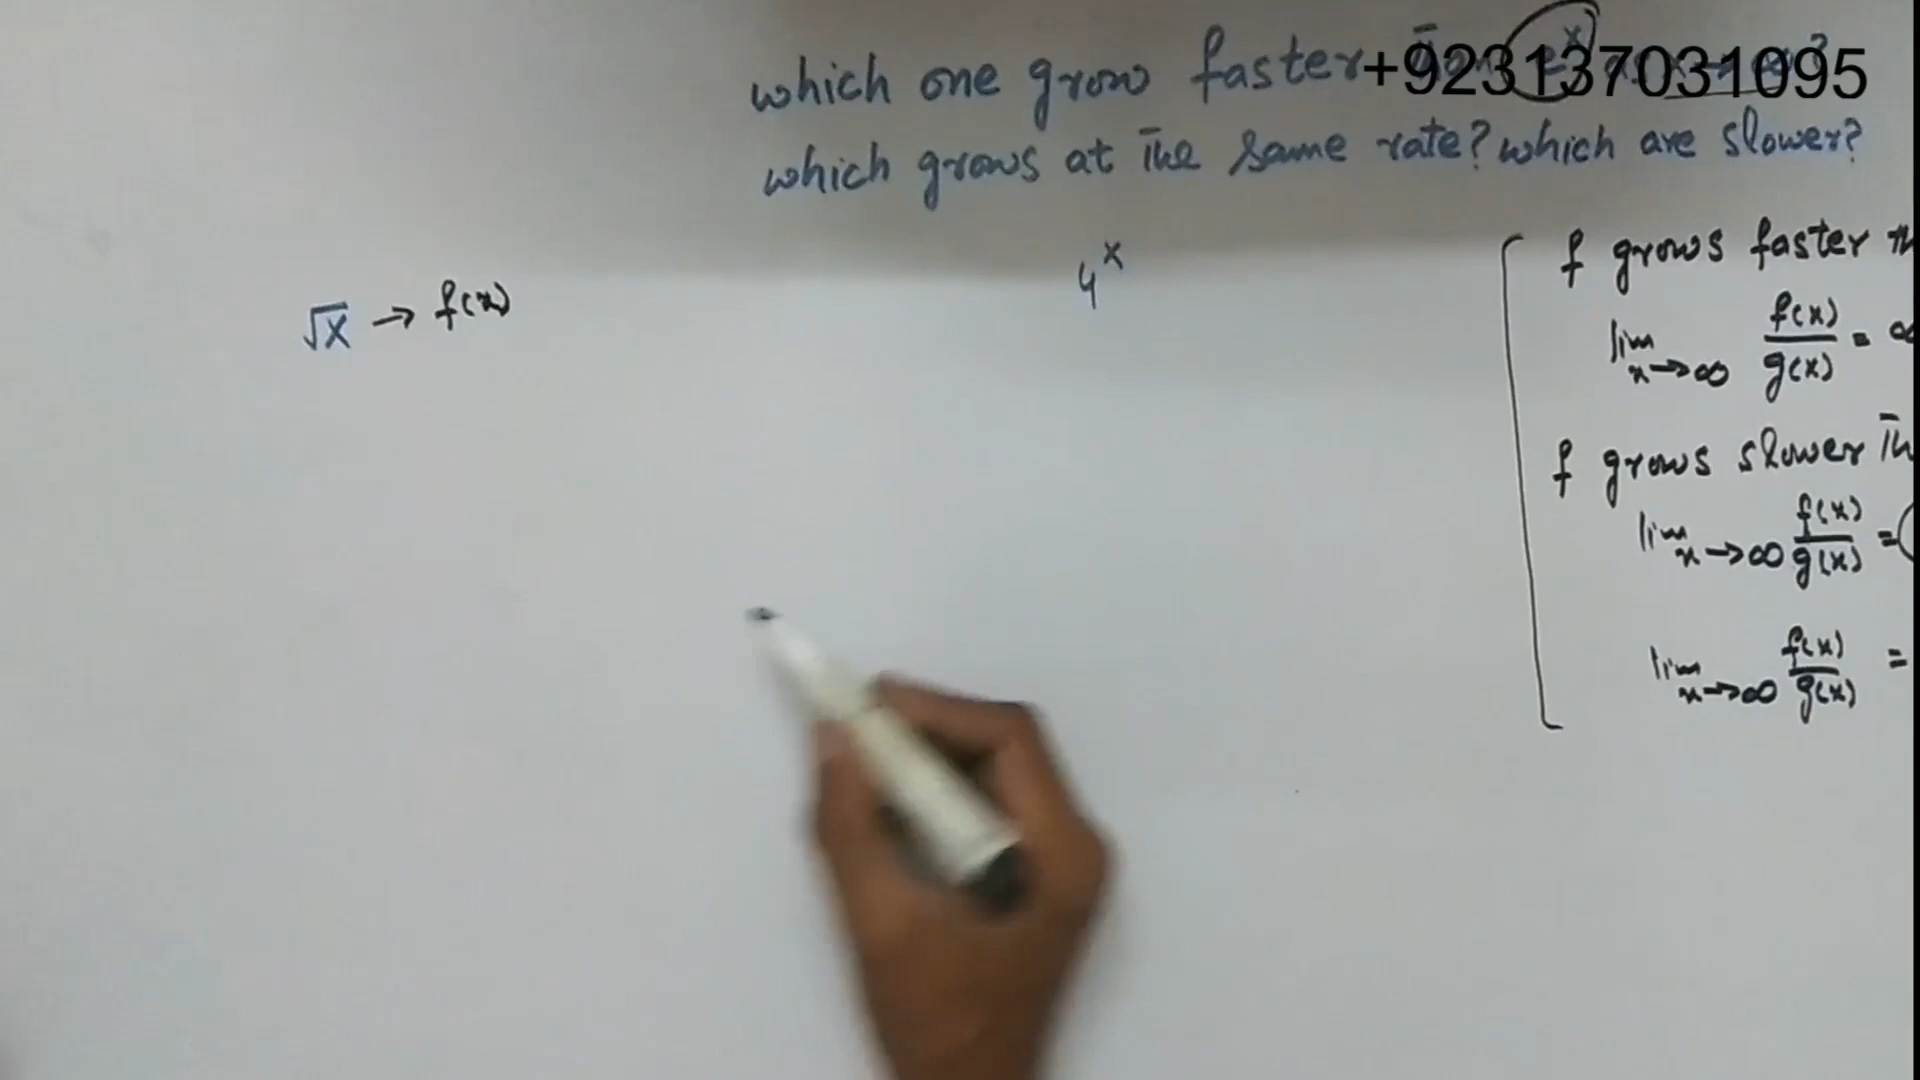 which one grow faster
+923137031095
which grows at the same rate? which are slower?
√x → f(x)
4^x
f grows faster
lim x→∞ f(x)/g(x) = ∞
f grows slower
lim x→∞ f(x)/g(x) =
lim x→∞ f(x)/g(x) =